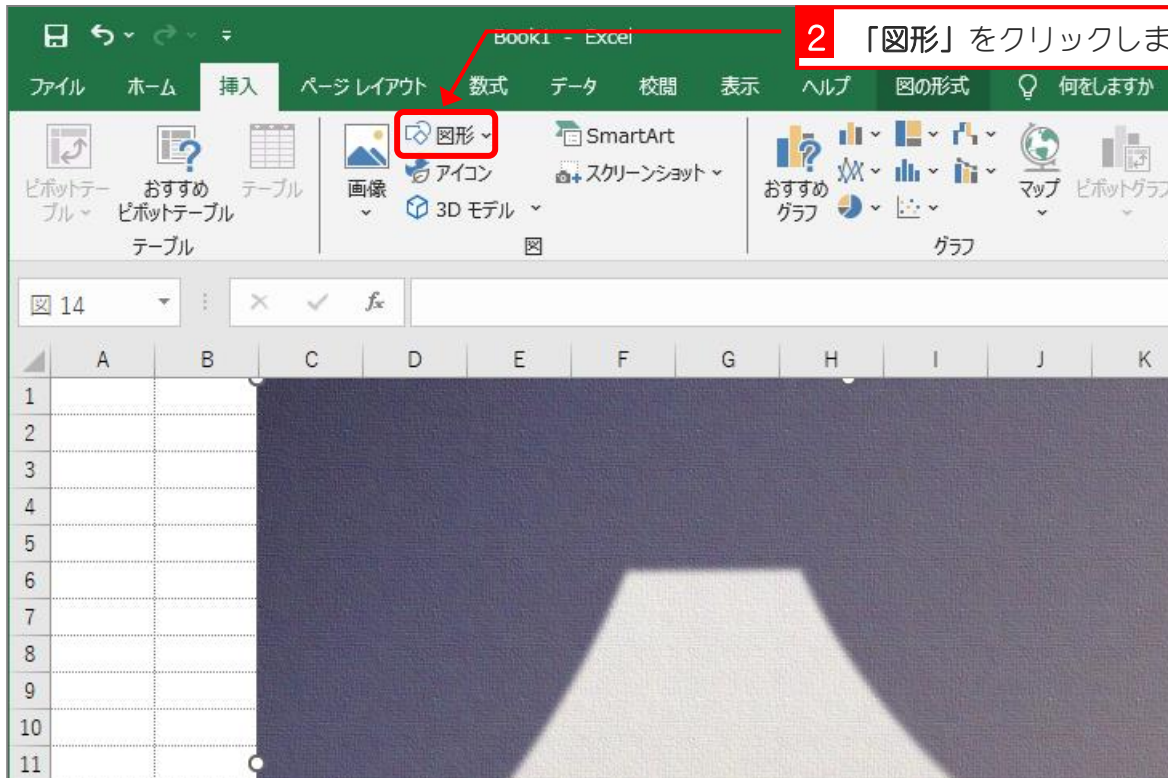 Book1 - Excel
2 「図形」をクリックしま
ファイル ホーム 挿入 ページ レイアウト 数式 データ 校閲 表示 ヘルプ 図の形式 何をしますか
ピボットテー
ブル
おすすめ
ピボットテーブル
テーブル
テーブル
画像
図形
アイコン
3D モデル
SmartArt
スクリーンショット
図
おすすめ
グラフ
マップ
ピボットグラフ
グラフ
図 14
fx
A B C D E F G H I J K
1
2
3
4
5
6
7
8
9
10
11